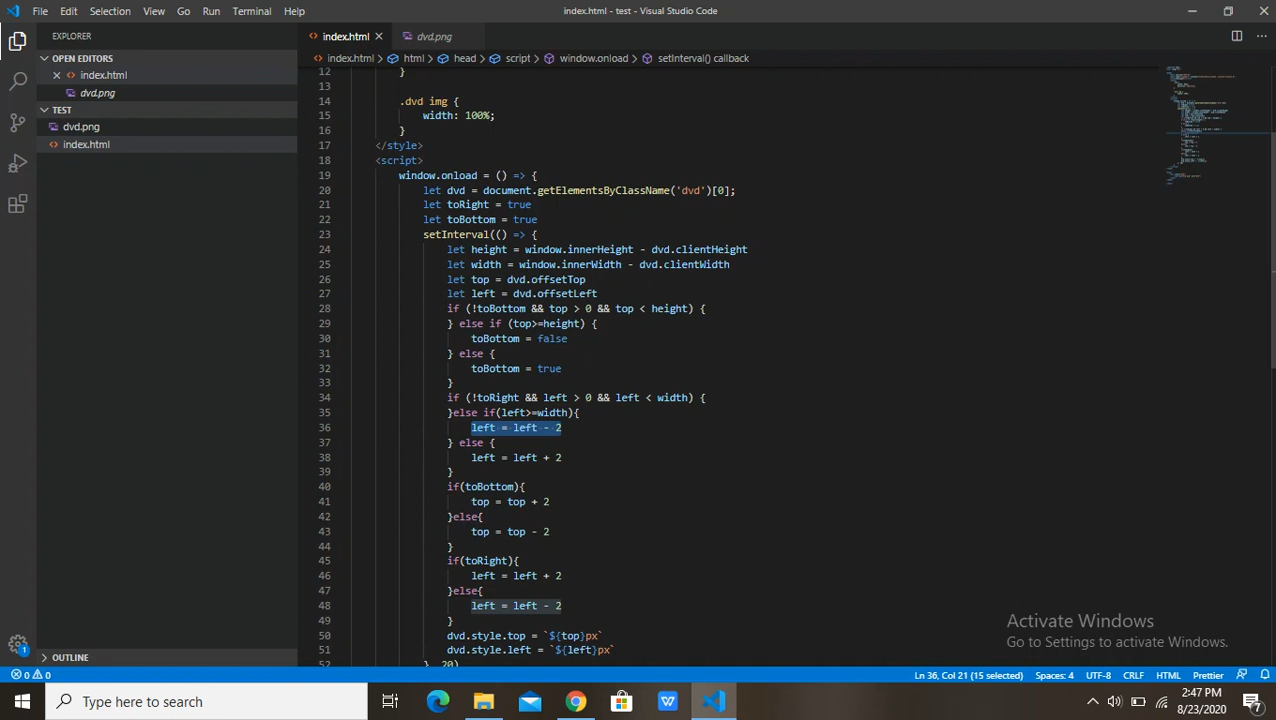 File Edit Selection View Go Run Terminal Help
index.html - test - Visual Studio Code
EXPLORER
OPEN EDITORS
index.html
dvd.png
TEST
dvd.png
index.html
OUTLINE
index.html
dvd.png
index.html > html > head > script > window.onload > setInterval() callback
12 }
13
14 .dvd img {
15 width: 100%;
16 }
17 </style>
18 <script>
19 window.onload = () => {
20 let dvd = document.getElementsByClassName('dvd')[0];
21 let toRight = true
22 let toBottom = true
23 setInterval(() => {
24 let height = window.innerHeight - dvd.clientHeight
25 let width = window.innerWidth - dvd.clientWidth
26 let top = dvd.offsetTop
27 let left = dvd.offsetLeft
28 if (!toBottom && top > 0 && top < height) {
29 } else if (top>=height) {
30 toBottom = false
31 } else {
32 toBottom = true
33 }
34 if (!toRight && left > 0 && left < width) {
35 }else if(left>=width){
36 left = left - 2
37 } else {
38 left = left + 2
39 }
40 if(toBottom){
41 top = top + 2
42 }else{
43 top = top - 2
44 }
45 if(toRight){
46 left = left + 2
47 }else{
48 left = left - 2
49 }
50 dvd.style.top = `${top}px`
51 dvd.style.left = `${left}px`
52 }, 20)
Activate Windows
Go to Settings to activate Windows.
1
0 0
Ln 36, Col 21 (15 selected) Spaces: 4 UTF-8 CRLF HTML Prettier
Type here to search
2:47 PM
8/23/2020
7